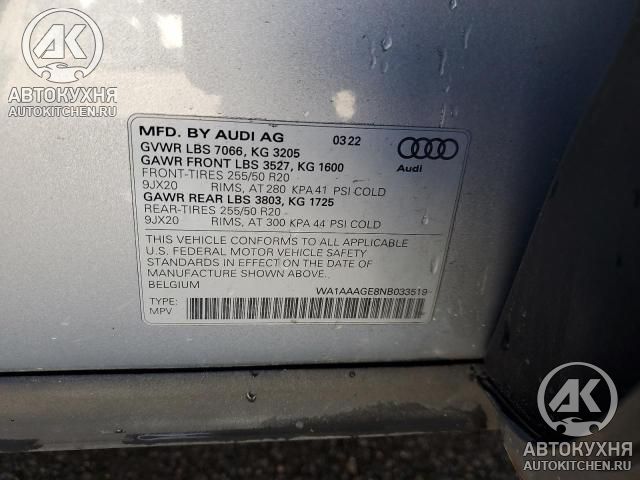 АК
АВТОКУХНЯ
AUTOKITCHEN.RU
MFD. BY AUDI AG 03 22
GVWR LBS 7066, KG 3205
GAWR FRONT LBS 3527, KG 1600
FRONT-TIRES 255/50 R20
9JX20 RIMS, AT 280 KPA 41 PSI COLD
GAWR REAR LBS 3803, KG 1725
REAR-TIRES 255/50 R20
9JX20 RIMS, AT 300 KPA 44 PSI COLD
Audi
THIS VEHICLE CONFORMS TO ALL APPLICABLE
U.S. FEDERAL MOTOR VEHICLE SAFETY
STANDARDS IN EFFECT ON THE DATE OF
MANUFACTURE SHOWN ABOVE.
BELGIUM WA1AAAGE8NB033519
TYPE:
MPV
АК
АВТОКУХНЯ
AUTOKITCHEN.RU